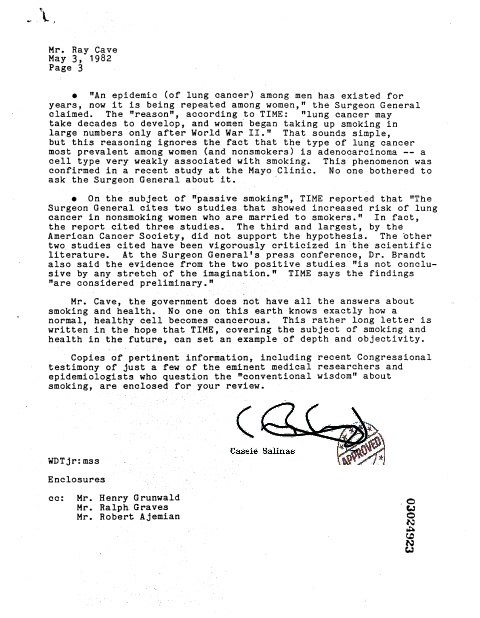 Mr. Ray Cave
May 3, 1982
Page 3
● "An epidemic (of lung cancer) among men has existed for
years, now it is being repeated among women," the Surgeon General
claimed. The "reason", according to TIME: "lung cancer may
take decades to develop, and women began taking up smoking in
large numbers only after World War II." That sounds simple,
but this reasoning ignores the fact that the type of lung cancer
most prevalent among women (and nonsmokers) is adenocarcinoma -- a
cell type very weakly associated with smoking. This phenomenon was
confirmed in a recent study at the Mayo Clinic. No one bothered to
ask the Surgeon General about it.
● On the subject of "passive smoking", TIME reported that "The
Surgeon General cites two studies that showed increased risk of lung
cancer in nonsmoking women who are married to smokers." In fact,
the report cited three studies. The third and largest, by the
American Cancer Society, did not support the hypothesis. The other
two studies cited have been vigorously criticized in the scientific
literature. At the Surgeon General's press conference, Dr. Brandt
also said the evidence from the two positive studies "is not conclu-
sive by any stretch of the imagination." TIME says the findings
"are considered preliminary."
Mr. Cave, the government does not have all the answers about
smoking and health. No one on this earth knows exactly how a
normal, healthy cell becomes cancerous. This rather long letter is
written in the hope that TIME, covering the subject of smoking and
health in the future, can set an example of depth and objectivity.
Copies of pertinent information, including recent Congressional
testimony of just a few of the eminent medical researchers and
epidemiologists who question the "conventional wisdom" about
smoking, are enclosed for your review.
APPROVED
Cassie Salinas
WDTjr:mss
Enclosures
cc: Mr. Henry Grunwald
Mr. Ralph Graves
Mr. Robert Ajemian
03024923